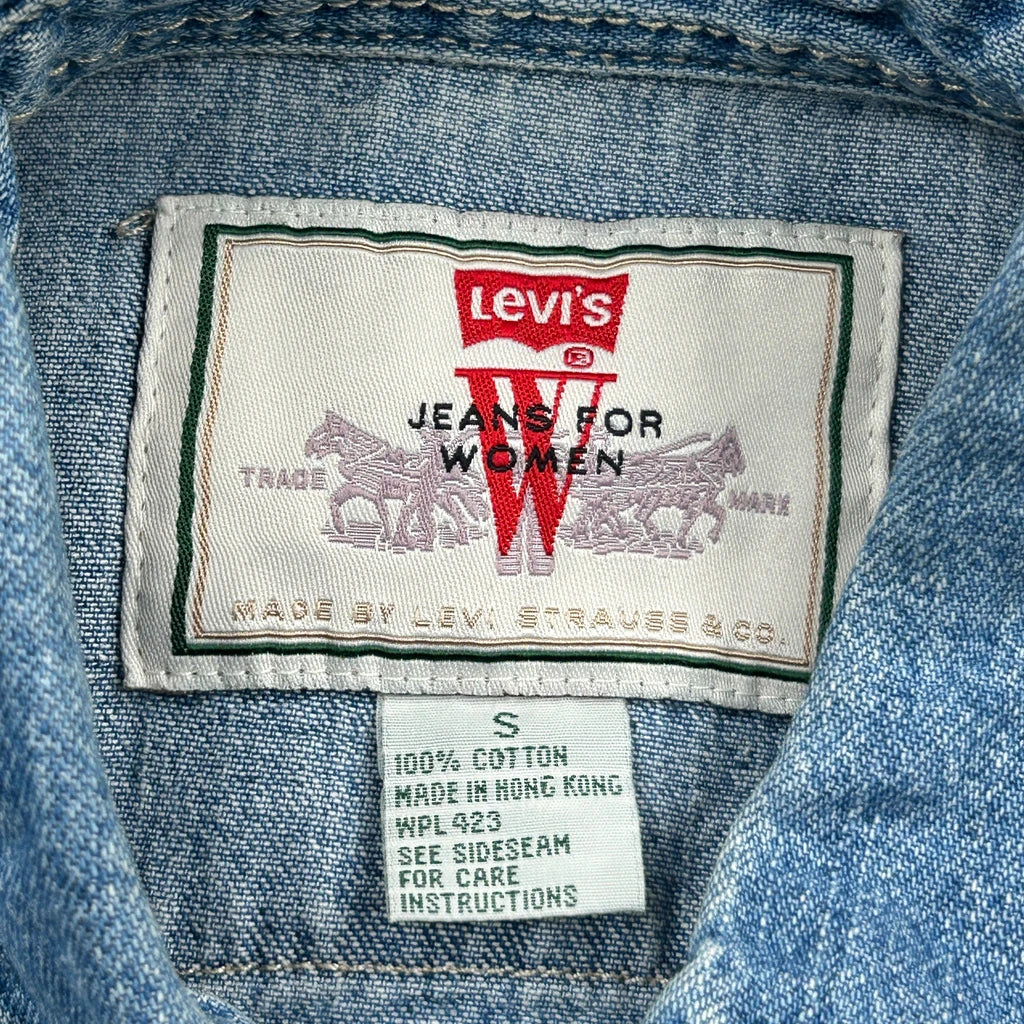 LEVI'S
®
W
JEANS FOR
WOMEN
TRADE MARK
MADE BY LEVI STRAUSS & CO.
S
100% COTTON
MADE IN HONG KONG
WPL 423
SEE SIDESEAM
FOR CARE
INSTRUCTIONS